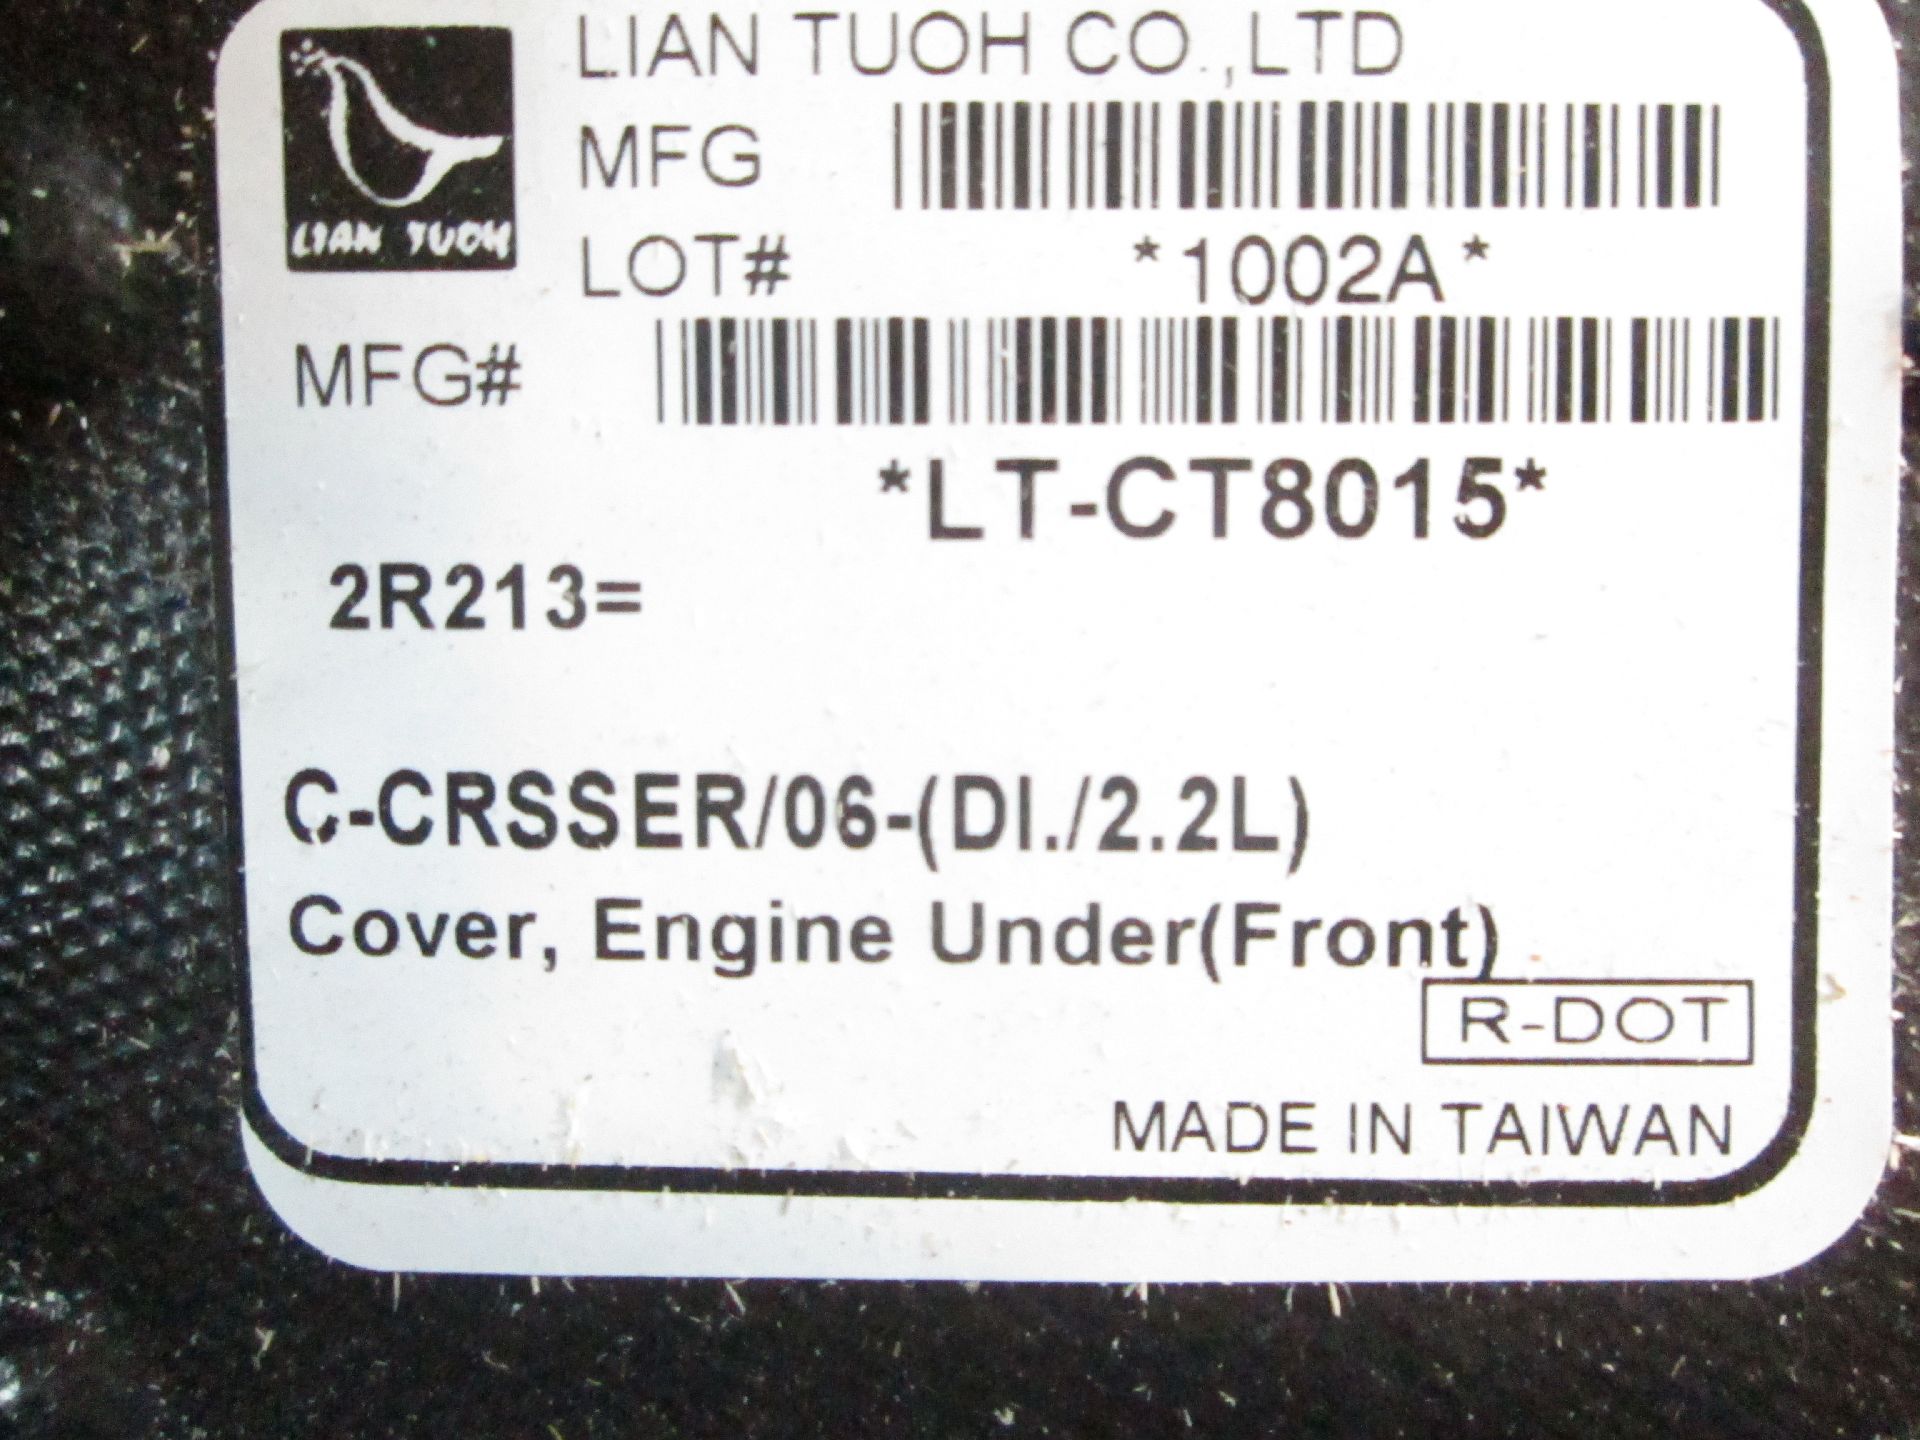 LIAN TUOH CO.,LTD
LIAN TUOH
MFG
LOT# *1002A*
MFG#
*LT-CT8015*
2R213=
C-CRSSER/06-(DI./2.2L)
Cover, Engine Under(Front)
R-DOT
MADE IN TAIWAN